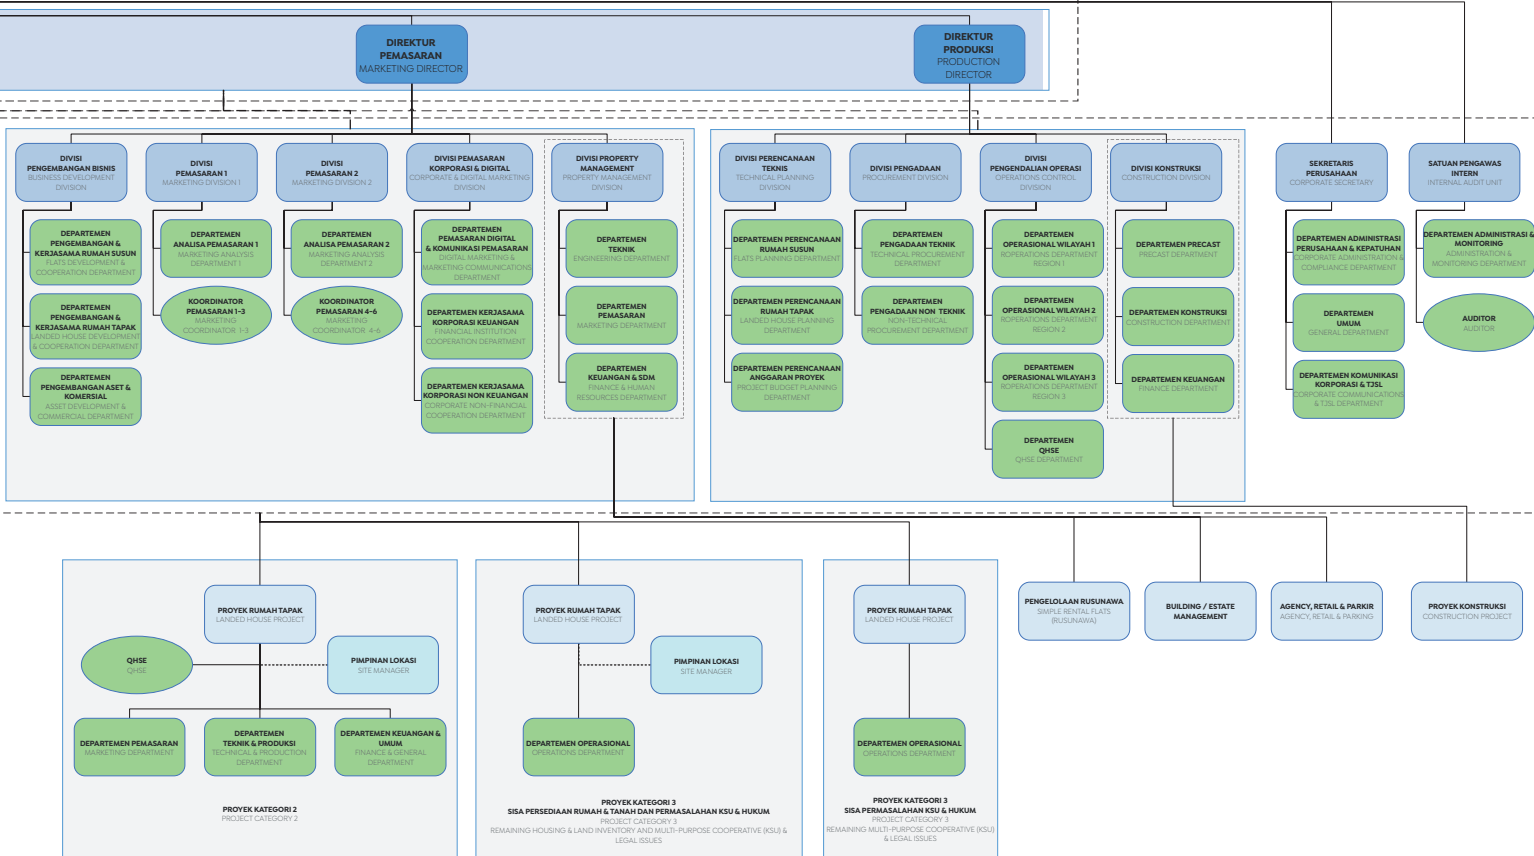 DIREKTUR
PEMASARAN
MARKETING DIRECTOR
DIREKTUR
PRODUKSI
PRODUCTION
DIRECTOR
DIVISI
PENGEMBANGAN BISNIS
BUSINESS DEVELOPMENT
DIVISION
DIVISI
PEMASARAN 1
MARKETING DIVISION 1
DIVISI
PEMASARAN 2
MARKETING DIVISION 2
DIVISI PEMASARAN
KORPORASI & DIGITAL
CORPORATE & DIGITAL MARKETING
DIVISION
DIVISI PROPERTY
MANAGEMENT
PROPERTY MANAGEMENT
DIVISION
DIVISI PERENCANAAN
TEKNIS
TECHNICAL PLANNING
DIVISION
DIVISI PENGADAAN
PROCUREMENT DIVISION
DIVISI
PENGENDALIAN OPERASI
OPERATIONS CONTROL
DIVISION
DIVISI KONSTRUKSI
CONSTRUCTION DIVISION
SEKRETARIS
PERUSAHAAN
CORPORATE SECRETARY
SATUAN PENGAWAS
INTERN
INTERNAL AUDIT UNIT
DEPARTEMEN
PENGEMBANGAN &
KERJASAMA RUMAH SUSUN
FLATS DEVELOPMENT &
COOPERATION DEPARTMENT
DEPARTEMEN
PENGEMBANGAN &
KERJASAMA RUMAH TAPAK
LANDED HOUSE DEVELOPMENT
& COOPERATION DEPARTMENT
DEPARTEMEN
PENGEMBANGAN ASET &
KOMERSIAL
ASSET DEVELOPMENT &
COMMERCIAL DEPARTMENT
DEPARTEMEN
ANALISA PEMASARAN 1
MARKETING ANALYSIS
DEPARTMENT 1
KOORDINATOR
PEMASARAN 1-3
MARKETING
COORDINATOR 1-3
DEPARTEMEN
ANALISA PEMASARAN 2
MARKETING ANALYSIS
DEPARTMENT 2
KOORDINATOR
PEMASARAN 4-6
MARKETING
COORDINATOR 4-6
DEPARTEMEN
PEMASARAN DIGITAL
& KOMUNIKASI PEMASARAN
DIGITAL MARKETING &
MARKETING COMMUNICATIONS
DEPARTMENT
DEPARTEMEN KERJASAMA
KORPORASI KEUANGAN
FINANCIAL INSTITUTION
COOPERATION DEPARTMENT
DEPARTEMEN KERJASAMA
KORPORASI NON KEUANGAN
CORPORATE NON-FINANCIAL
COOPERATION DEPARTMENT
DEPARTEMEN
TEKNIK
ENGINEERING DEPARTMENT
DEPARTEMEN
PEMASARAN
MARKETING DEPARTMENT
DEPARTEMEN
KEUANGAN & SDM
FINANCE & HUMAN
RESOURCES DEPARTMENT
DEPARTEMEN PERENCANAAN
RUMAH SUSUN
FLATS PLANNING DEPARTMENT
DEPARTEMEN PERENCANAAN
RUMAH TAPAK
LANDED HOUSE PLANNING
DEPARTMENT
DEPARTEMEN PERENCANAAN
ANGGARAN PROYEK
PROJECT BUDGET PLANNING
DEPARTMENT
DEPARTEMEN
PENGADAAN TEKNIK
TECHNICAL PROCUREMENT
DEPARTMENT
DEPARTEMEN
PENGADAAN NON TEKNIK
NON-TECHNICAL
PROCUREMENT DEPARTMENT
DEPARTEMEN
OPERASIONAL WILAYAH 1
ROPERATIONS DEPARTMENT
REGION 1
DEPARTEMEN
OPERASIONAL WILAYAH 2
ROPERATIONS DEPARTMENT
REGION 2
DEPARTEMEN
OPERASIONAL WILAYAH 3
ROPERATIONS DEPARTMENT
REGION 3
DEPARTEMEN
QHSE
QHSE DEPARTMENT
DEPARTEMEN PRECAST
PRECAST DEPARTMENT
DEPARTEMEN KONSTRUKSI
CONSTRUCTION DEPARTMENT
DEPARTEMEN KEUANGAN
FINANCE DEPARTMENT
DEPARTEMEN ADMINISTRASI
PERUSAHAAN & KEPATUHAN
CORPORATE ADMINISTRATION &
COMPLIANCE DEPARTMENT
DEPARTEMEN
UMUM
GENERAL DEPARTMENT
DEPARTEMEN KOMUNIKASI
KORPORASI & TJSL
CORPORATE COMMUNICATIONS
& TJSL DEPARTMENT
DEPARTEMEN ADMINISTRASI &
MONITORING
ADMINISTRATION &
MONITORING DEPARTMENT
AUDITOR
AUDITOR
PROYEK RUMAH TAPAK
LANDED HOUSE PROJECT
QHSE
QHSE
PIMPINAN LOKASI
SITE MANAGER
DEPARTEMEN PEMASARAN
MARKETING DEPARTMENT
DEPARTEMEN
TEKNIK & PRODUKSI
TECHNICAL & PRODUCTION
DEPARTMENT
DEPARTEMEN KEUANGAN &
UMUM
FINANCE & GENERAL
DEPARTMENT
PROYEK KATEGORI 2
PROJECT CATEGORY 2
PROYEK RUMAH TAPAK
LANDED HOUSE PROJECT
PIMPINAN LOKASI
SITE MANAGER
DEPARTEMEN OPERASIONAL
OPERATIONS DEPARTMENT
PROYEK KATEGORI 3
SISA PERSEDIAAN RUMAH & TANAH DAN PERMASALAHAN KSU & HUKUM
PROJECT CATEGORY 3
REMAINING HOUSING & LAND INVENTORY AND MULTI-PURPOSE COOPERATIVE (KSU) &
LEGAL ISSUES
PROYEK RUMAH TAPAK
LANDED HOUSE PROJECT
DEPARTEMEN OPERASIONAL
OPERATIONS DEPARTMENT
PROYEK KATEGORI 3
SISA PERMASALAHAN KSU & HUKUM
PROJECT CATEGORY 3
REMAINING MULTI-PURPOSE COOPERATIVE (KSU)
& LEGAL ISSUES
PENGELOLAAN RUSUNAWA
SIMPLE RENTAL FLATS
(RUSUNAWA)
BUILDING / ESTATE
MANAGEMENT
AGENCY, RETAIL & PARKIR
AGENCY, RETAIL & PARKING
PROYEK KONSTRUKSI
CONSTRUCTION PROJECT